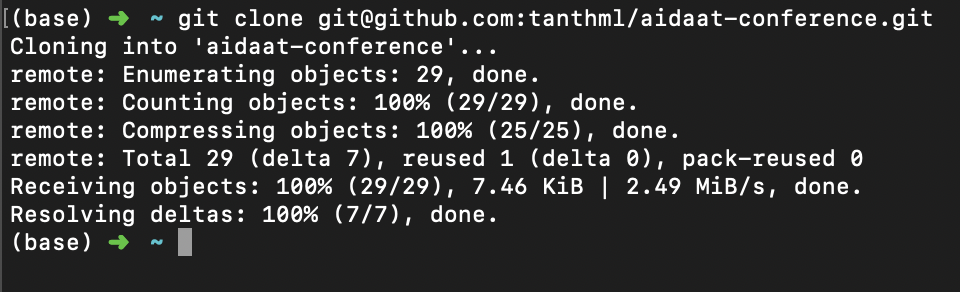 [(base) ➜ ~ git clone git@github.com:tanthml/aidaat-conference.git
Cloning into 'aidaat-conference'...
remote: Enumerating objects: 29, done.
remote: Counting objects: 100% (29/29), done.
remote: Compressing objects: 100% (25/25), done.
remote: Total 29 (delta 7), reused 1 (delta 0), pack-reused 0
Receiving objects: 100% (29/29), 7.46 KiB | 2.49 MiB/s, done.
Resolving deltas: 100% (7/7), done.
(base) ➜ ~